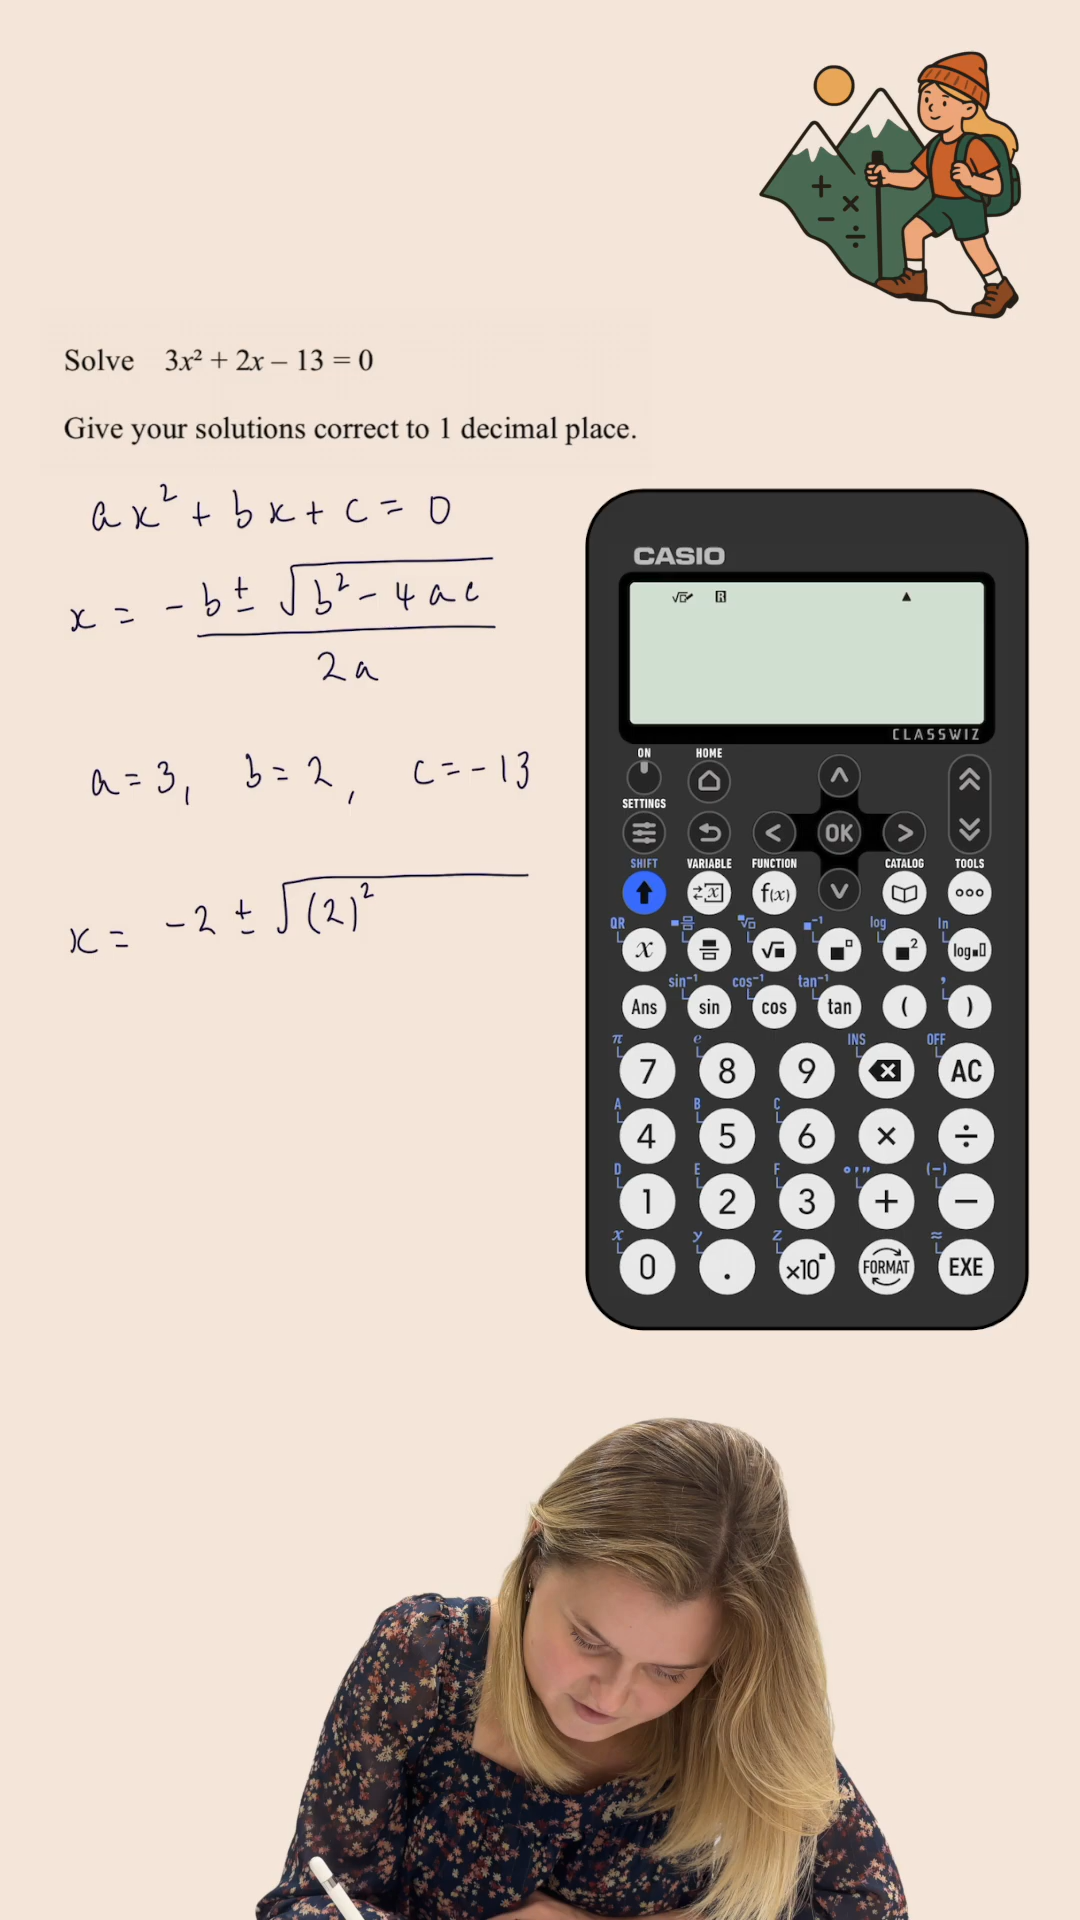 Solve 3x² + 2x – 13 = 0
Give your solutions correct to 1 decimal place.
ax² + bx + c = 0
x = -b ± √(b² - 4ac)
2a
a = 3, b = 2, c = -13
x = -2 ± √(2)²
CASIO
CLASSWIZ
ON HOME
SETTINGS
OK
SHIFT VARIABLE FUNCTION CATALOG TOOLS
x f(x)
QR √ -1 log ln
x √■ ■² log■
sin⁻¹ cos⁻¹ tan⁻¹ ,
Ans sin cos tan ( )
π e INS OFF
7 8 9 AC
A B C
4 5 6 × ÷
D E F ° ′ ″ (−)
1 2 3 + −
x y z ≈
0 . ×10 FORMAT EXE